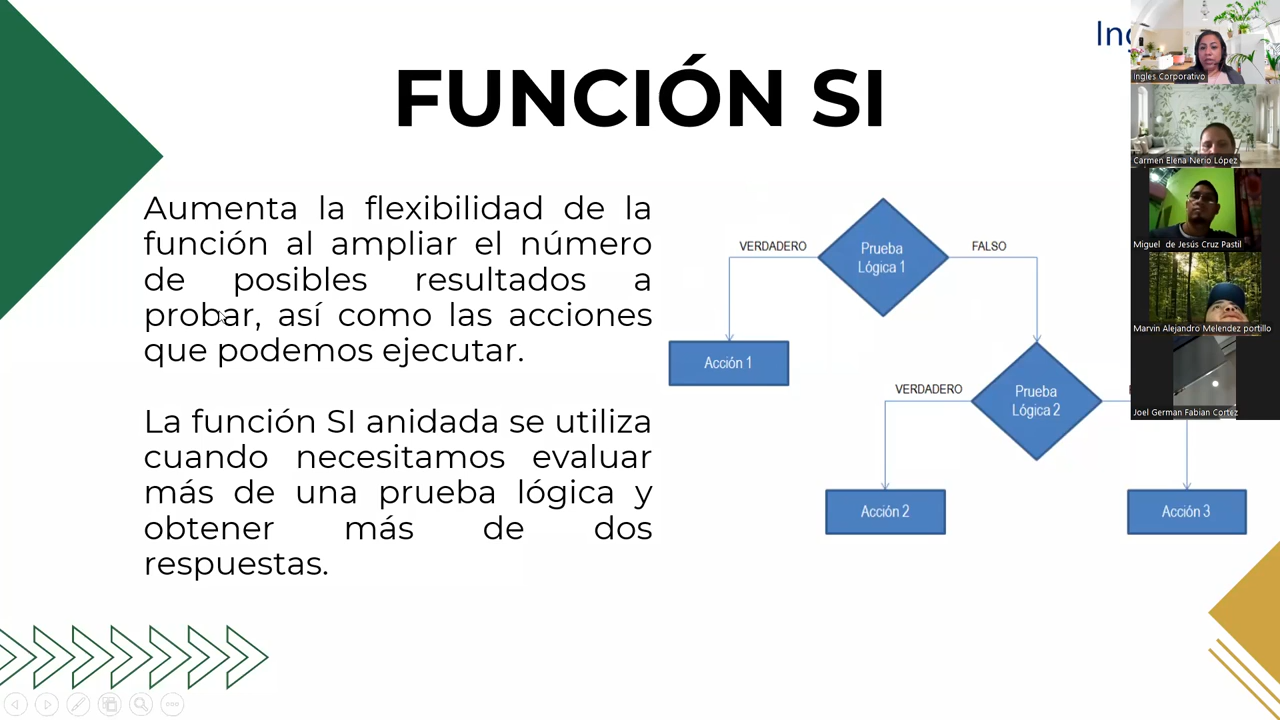 FUNCIÓN SI
Aumenta la flexibilidad de la
función al ampliar el número
de posibles resultados a
probar, así como las acciones
que podemos ejecutar.
La función SI anidada se utiliza
cuando necesitamos evaluar
más de una prueba lógica y
obtener más de dos
respuestas.
VERDADERO
Prueba
Lógica 1
FALSO
Acción 1
VERDADERO
Prueba
Lógica 2
Acción 2
Acción 3
Ingles Corporativo
Carmen Elena Nerio López
Miguel de Jesús Cruz Pastil
Marvin Alejandro Melendez portillo
Joel German Fabian Cortez